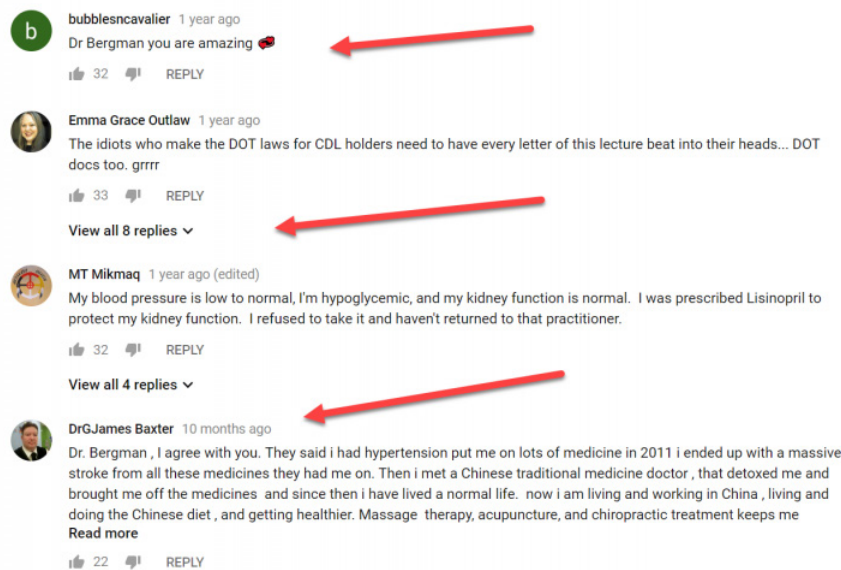 b
bubblesncavalier 1 year ago
Dr Bergman you are amazing
32 REPLY
Emma Grace Outlaw 1 year ago
The idiots who make the DOT laws for CDL holders need to have every letter of this lecture beat into their heads... DOT
docs too. grrrr
33 REPLY
View all 8 replies
MT Mikmaq 1 year ago (edited)
My blood pressure is low to normal, I'm hypoglycemic, and my kidney function is normal. I was prescribed Lisinopril to
protect my kidney function. I refused to take it and haven't returned to that practitioner.
32 REPLY
View all 4 replies
DrGJames Baxter 10 months ago
Dr. Bergman , I agree with you. They said i had hypertension put me on lots of medicine in 2011 i ended up with a massive
stroke from all these medicines they had me on. Then i met a Chinese traditional medicine doctor , that detoxed me and
brought me off the medicines and since then i have lived a normal life. now i am living and working in China , living and
doing the Chinese diet , and getting healthier. Massage therapy, acupuncture, and chiropractic treatment keeps me
Read more
22 REPLY